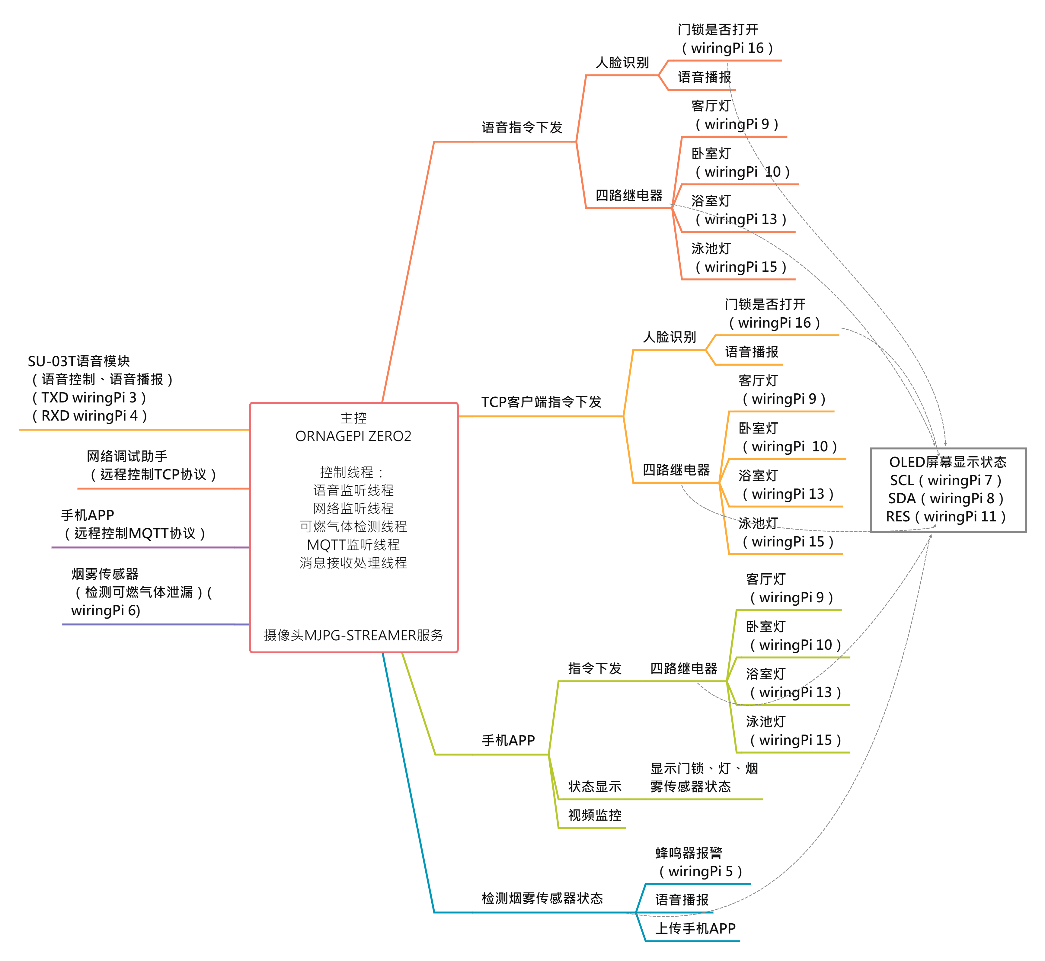 SU-03T语音模块
（语音控制、语音播报）
（TXD wiringPi 3 ）
（RXD wiringPi 4 ）
网络调试助手
（远程控制TCP协议）
手机APP
（远程控制MQTT协议）
烟雾传感器
（检测可燃气体泄漏）(
wiringPi 6)
主控
ORNAGEPI ZERO2
控制线程：
语音监听线程
网络监听线程
可燃气体检测线程
MQTT监听线程
消息接收处理线程
摄像头MJPG-STREAMER服务
语音指令下发
人脸识别
门锁是否打开
（wiringPi 16 ）
语音播报
四路继电器
客厅灯
（wiringPi 9 ）
卧室灯
（wiringPi 10 ）
浴室灯
（wiringPi 13 ）
泳池灯
（wiringPi 15 ）
TCP客户端指令下发
人脸识别
门锁是否打开
（wiringPi 16 ）
语音播报
四路继电器
客厅灯
（wiringPi 9 ）
卧室灯
（wiringPi 10 ）
浴室灯
（wiringPi 13 ）
泳池灯
（wiringPi 15 ）
手机APP
指令下发
四路继电器
客厅灯
（wiringPi 9 ）
卧室灯
（wiringPi 10 ）
浴室灯
（wiringPi 13 ）
泳池灯
（wiringPi 15 ）
状态显示
显示门锁、灯、烟
雾传感器状态
视频监控
检测烟雾传感器状态
蜂鸣器报警
（wiringPi 5 ）
语音播报
上传手机APP
OLED屏幕显示状态
SCL（wiringPi 7 ）
SDA（wiringPi 8 ）
RES（wiringPi 11 ）